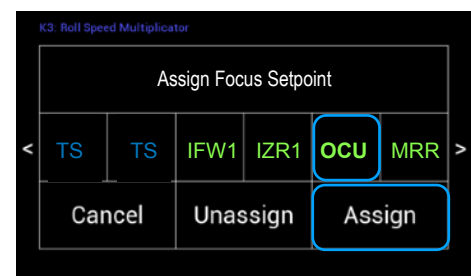 K3: Roll Speed Multiplicator
Assign Focus Setpoint
< TS TS IFW1 IZR1 OCU MRR >
Cancel Unassign Assign